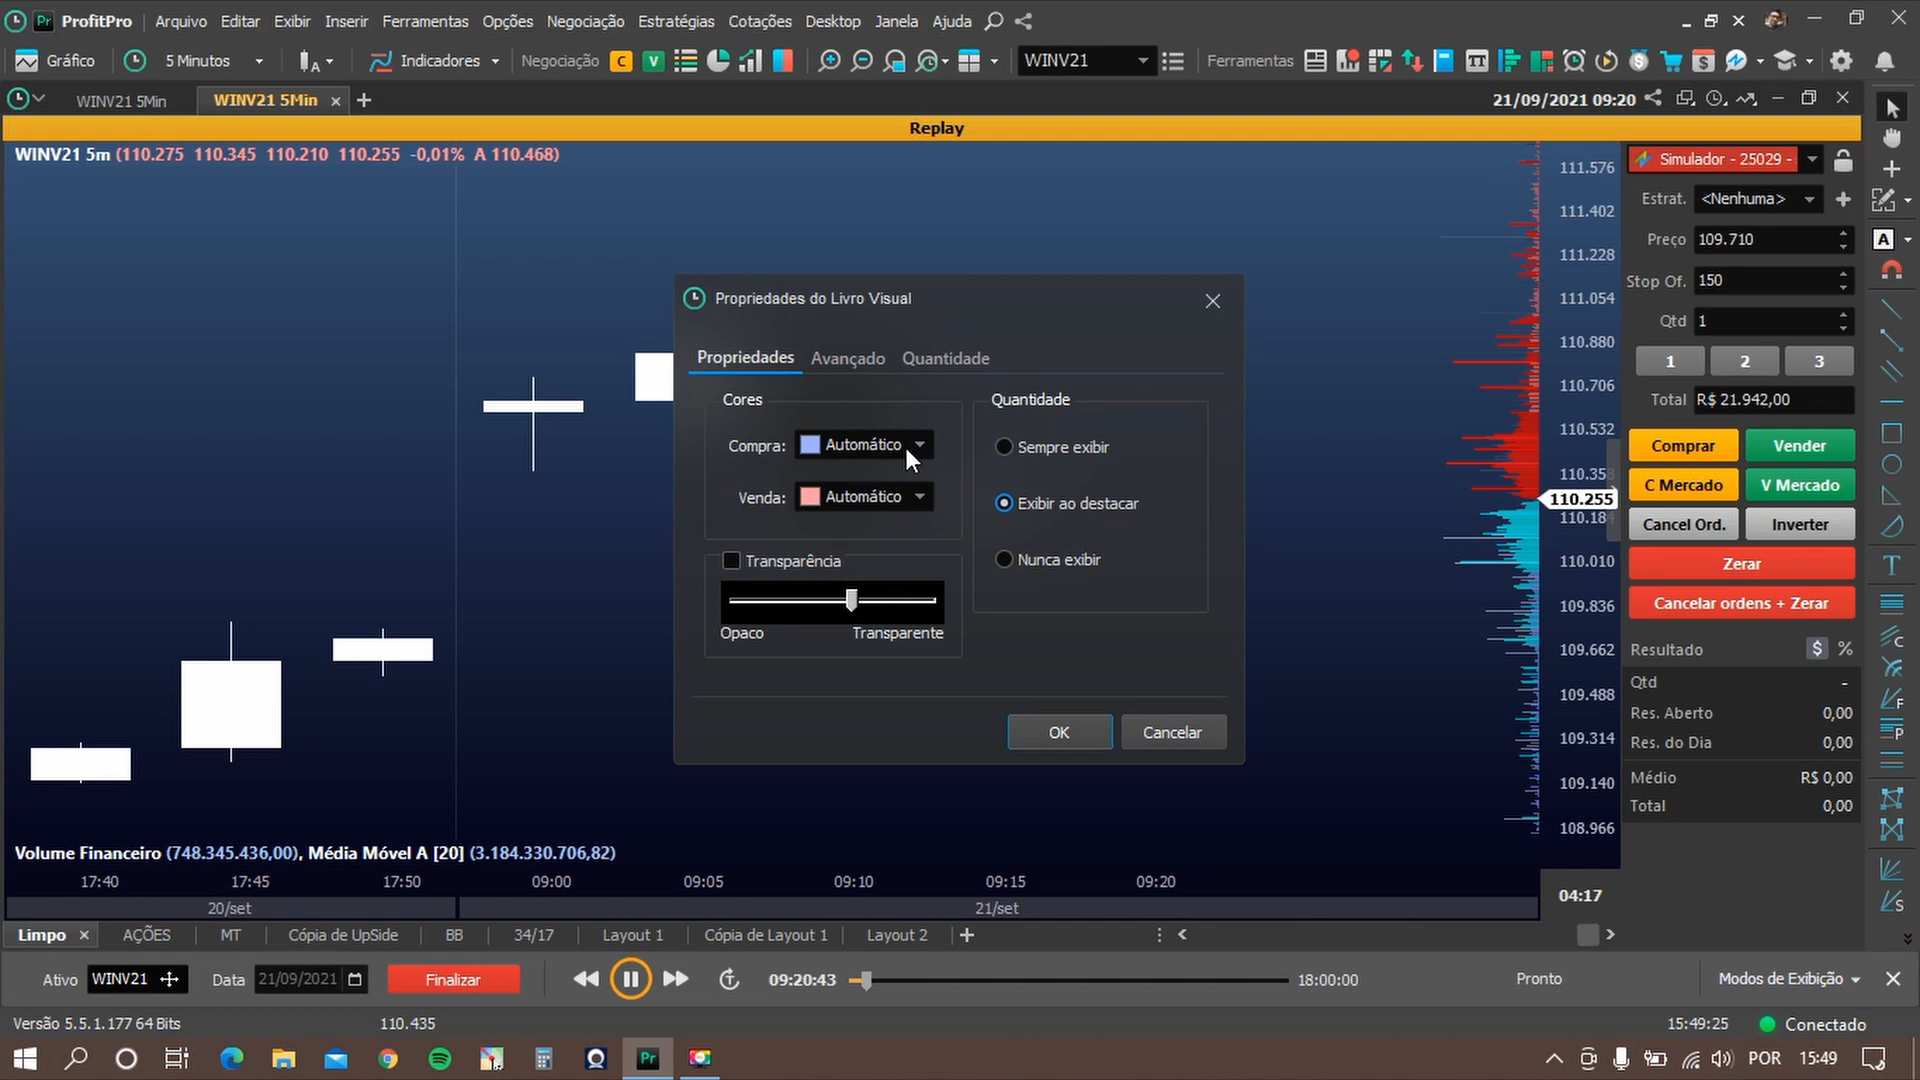 Pr ProfitPro Arquivo Editar Exibir Inserir Ferramentas Opções Negociação Estratégias Cotações Desktop Janela Ajuda
Gráfico 5 Minutos A Indicadores Negociação C V WINV21 Ferramentas
WINV21 5Min WINV21 5Min 21/09/2021 09:20
Replay
WINV21 5m (110.275 110.345 110.210 110.255 -0,01% A 110.468)
111.576
111.402
111.228
111.054
110.880
110.706
110.532
110.358
110.255
110.184
110.010
109.836
109.662
109.488
109.314
109.140
108.966
Simulador - 25029 -
Estrat. <Nenhuma>
Preço 109.710
Stop Of. 150
Qtd 1
1 2 3
Total R$ 21.942,00
Comprar Vender
C Mercado V Mercado
Cancel Ord. Inverter
Zerar
Cancelar ordens + Zerar
Resultado $ %
Qtd -
Res. Aberto 0,00
Res. do Dia 0,00
Médio R$ 0,00
Total 0,00
Propriedades do Livro Visual
Propriedades Avançado Quantidade
Cores
Compra: Automático
Venda: Automático
Transparência
Opaco Transparente
Quantidade
Sempre exibir
Exibir ao destacar
Nunca exibir
OK Cancelar
Volume Financeiro (748.345.436,00), Média Móvel A [20] (3.184.330.706,82)
17:40 17:45 17:50 09:00 09:05 09:10 09:15 09:20 04:17
20/set 21/set
Limpo AÇÕES MT Cópia de UpSide BB 34/17 Layout 1 Cópia de Layout 1 Layout 2
Ativo WINV21 Data 21/09/2021 Finalizar 09:20:43 18:00:00 Pronto Modos de Exibição
Versão 5.5.1.177 64 Bits 110.435 15:49:25 Conectado
Pr POR 15:49